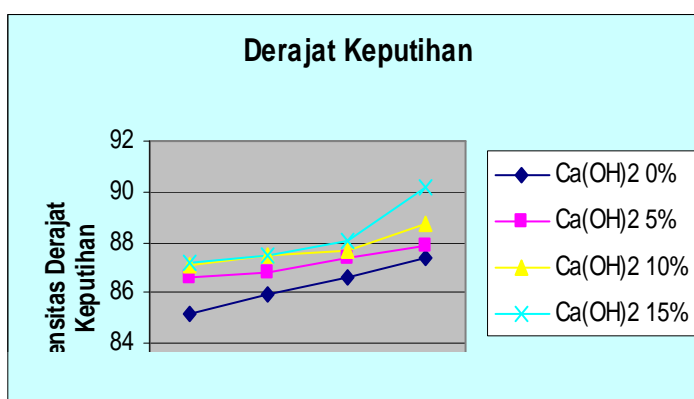 Derajat Keputihan
92
90
88
86
84
Derajat
Keputihan
Ca(OH)2 0%
Ca(OH)2 5%
Ca(OH)2 10%
Ca(OH)2 15%